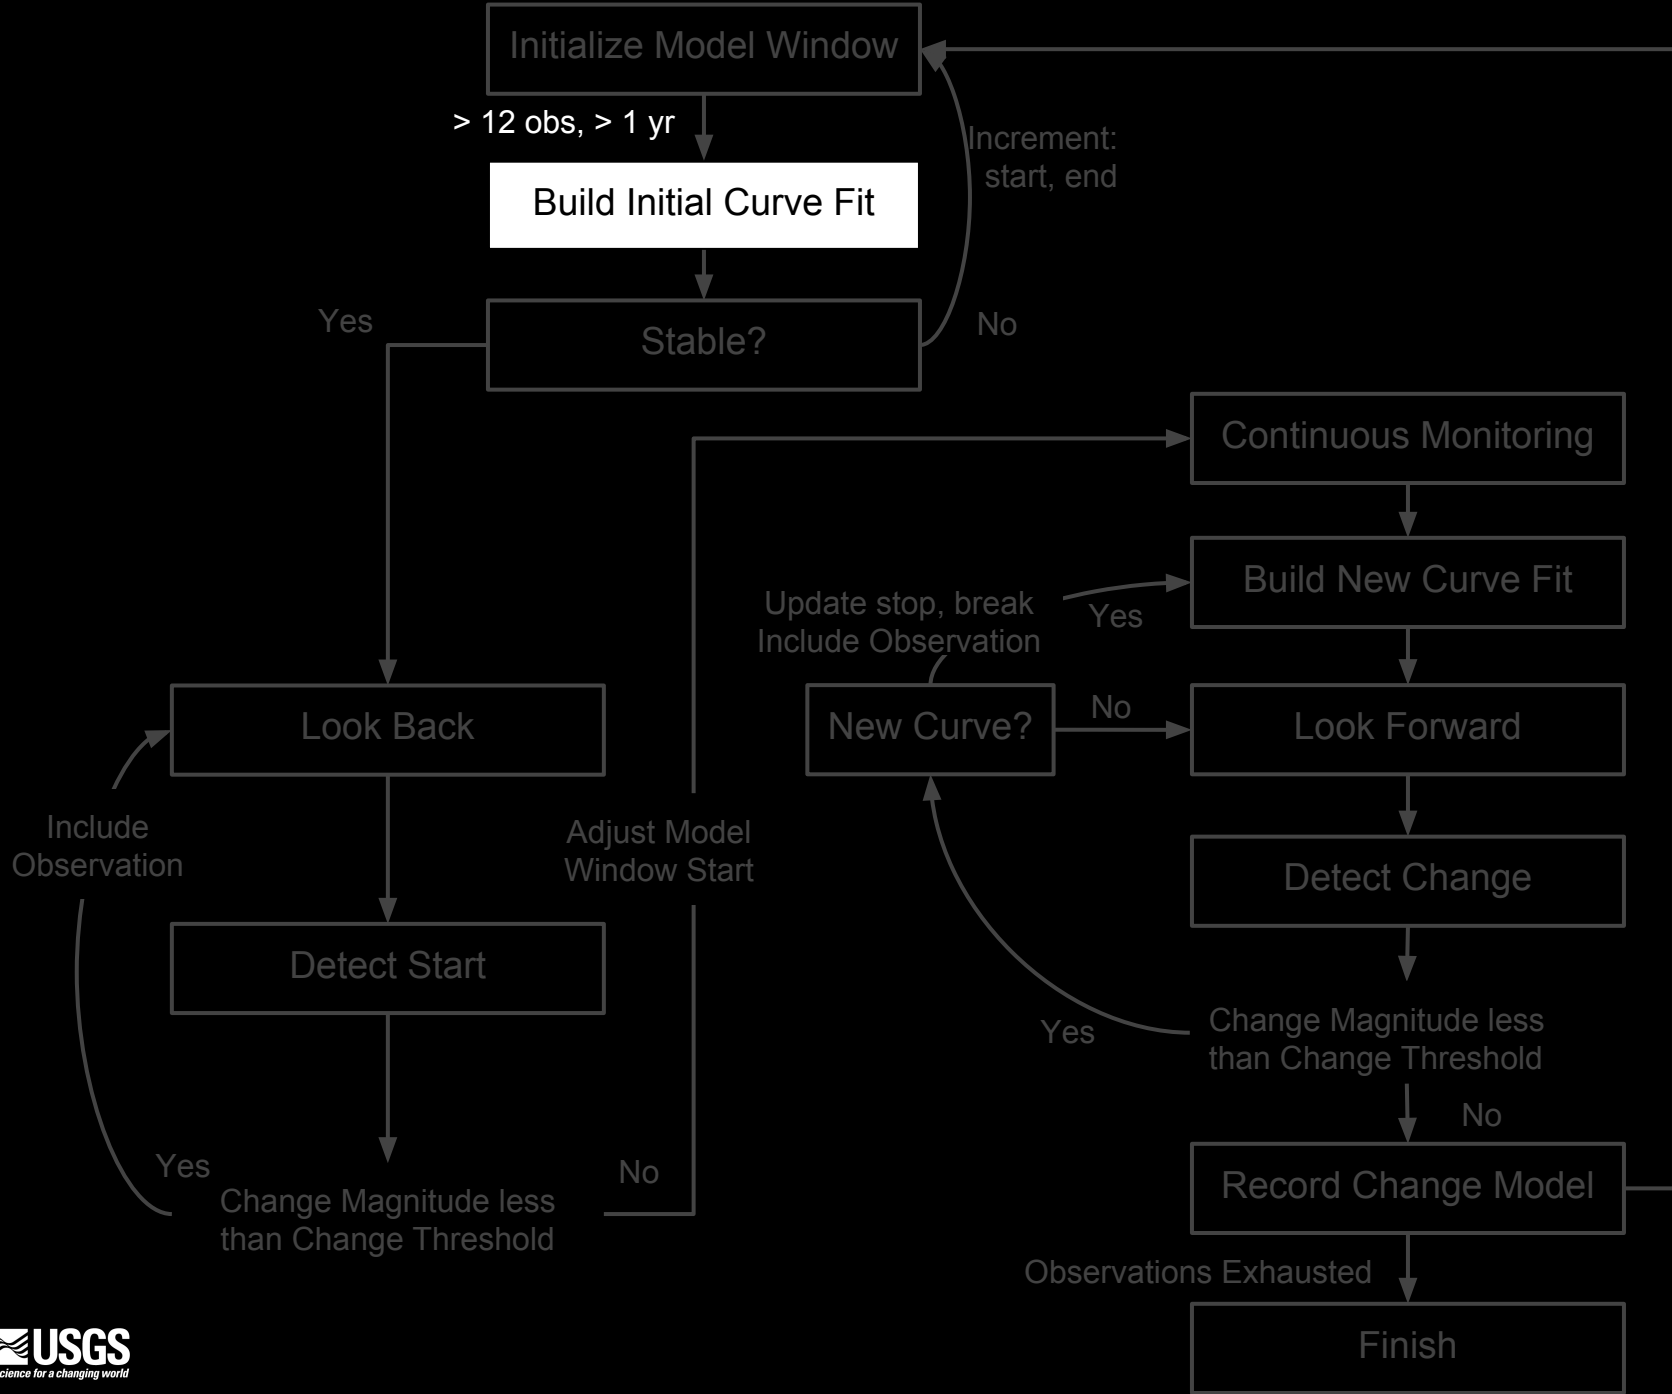 Initialize Model Window
> 12 obs, > 1 yr
Increment:
start, end
Build Initial Curve Fit
Yes
Stable?
No
Continuous Monitoring
Build New Curve Fit
Update stop, break
Include Observation
Yes
Look Back
New Curve?
No
Look Forward
Include
Observation
Adjust Model
Window Start
Detect Change
Detect Start
Yes
Change Magnitude less
than Change Threshold
No
Yes
No
Change Magnitude less
than Change Threshold
Record Change Model
Observations Exhausted
Finish
USGS
science for a changing world